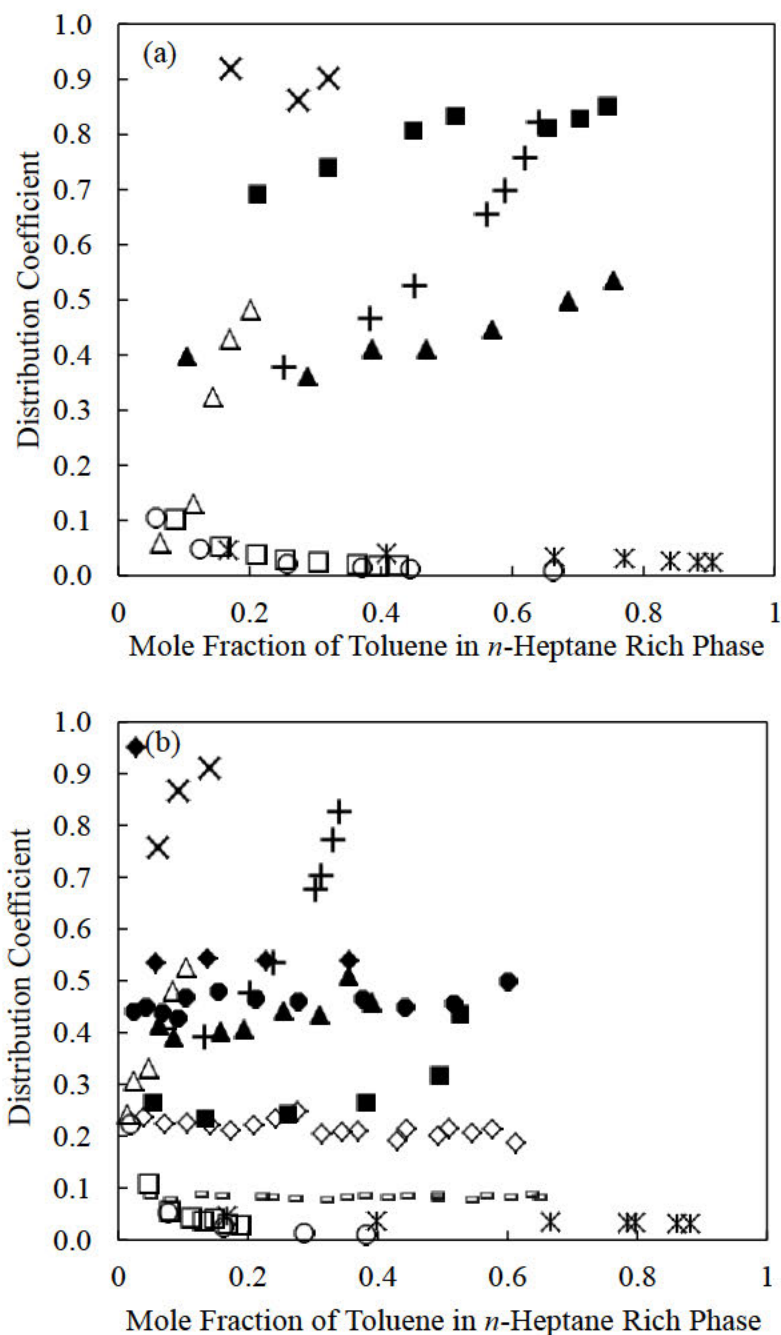 (a)
Distribution Coefficient
1.0
0.9
0.8
0.7
0.6
0.5
0.4
0.3
0.2
0.1
0.0
0 0.2 0.4 0.6 0.8 1
Mole Fraction of Toluene in n-Heptane Rich Phase
(b)
Distribution Coefficient
1.0
0.9
0.8
0.7
0.6
0.5
0.4
0.3
0.2
0.1
0.0
0 0.2 0.4 0.6 0.8 1
Mole Fraction of Toluene in n-Heptane Rich Phase